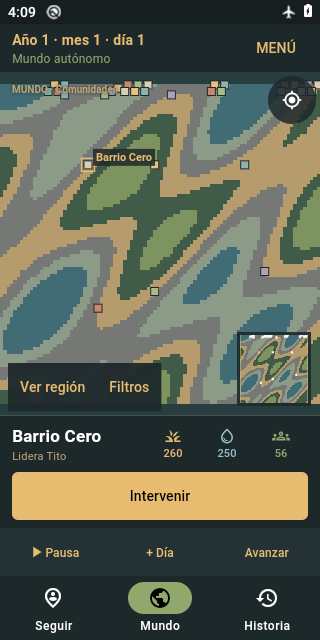 4:09
Año 1 · mes 1 · día 1
Mundo autónomo
MENÚ
MUNDO · Comunidades
Barrio Cero
Ver región
Filtros
Barrio Cero
Lidera Tito
260
250
56
Intervenir
Pausa
+ Día
Avanzar
Seguir
Mundo
Historia